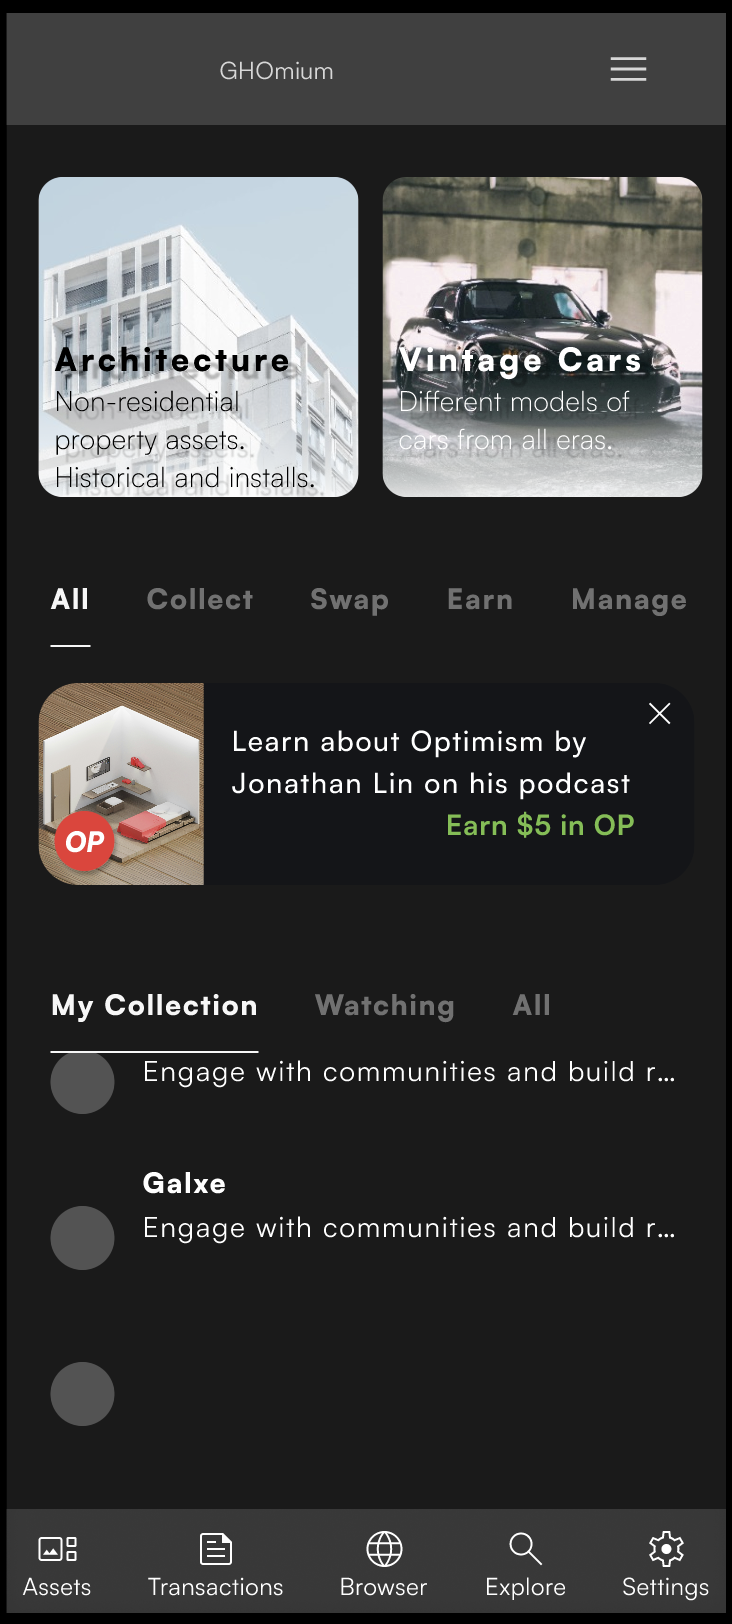 GHOmium
Architecture
Non-residential
property assets.
Historical and installs.
Vintage Cars
Different models of
cars from all eras.
All Collect Swap Earn Manage
Learn about Optimism by
Jonathan Lin on his podcast
Earn $5 in OP
OP
My Collection Watching All
Engage with communities and build r...
Galxe
Engage with communities and build r...
Assets Transactions Browser Explore Settings